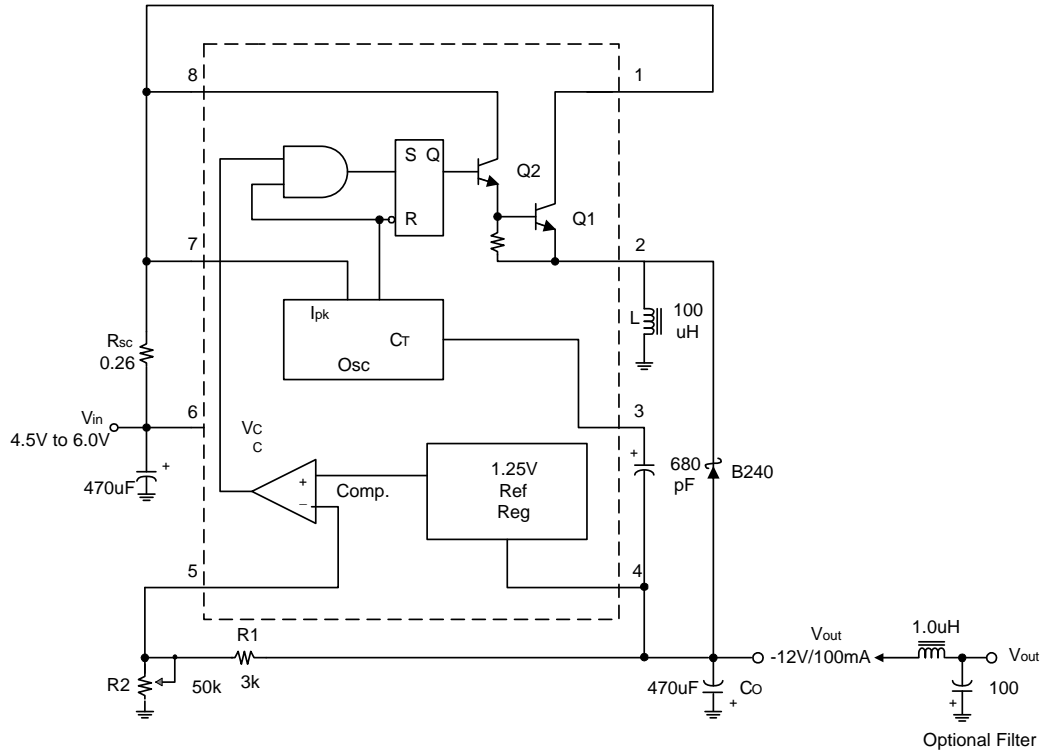 8
1
S Q
Q2
R
Q1
7
2
Ipk
CT
Osc
L
100
uH
Rsc
0.26
Vin
4.5V to 6.0V
6
VC
C
3
470uF
+
+
Comp.
–
1.25V
Ref
Reg
+
680
pF
B240
5
4
R1
3k
R2
50k
Vout
-12V/100mA
1.0uH
Vout
470uF
+
CO
+
100
Optional Filter